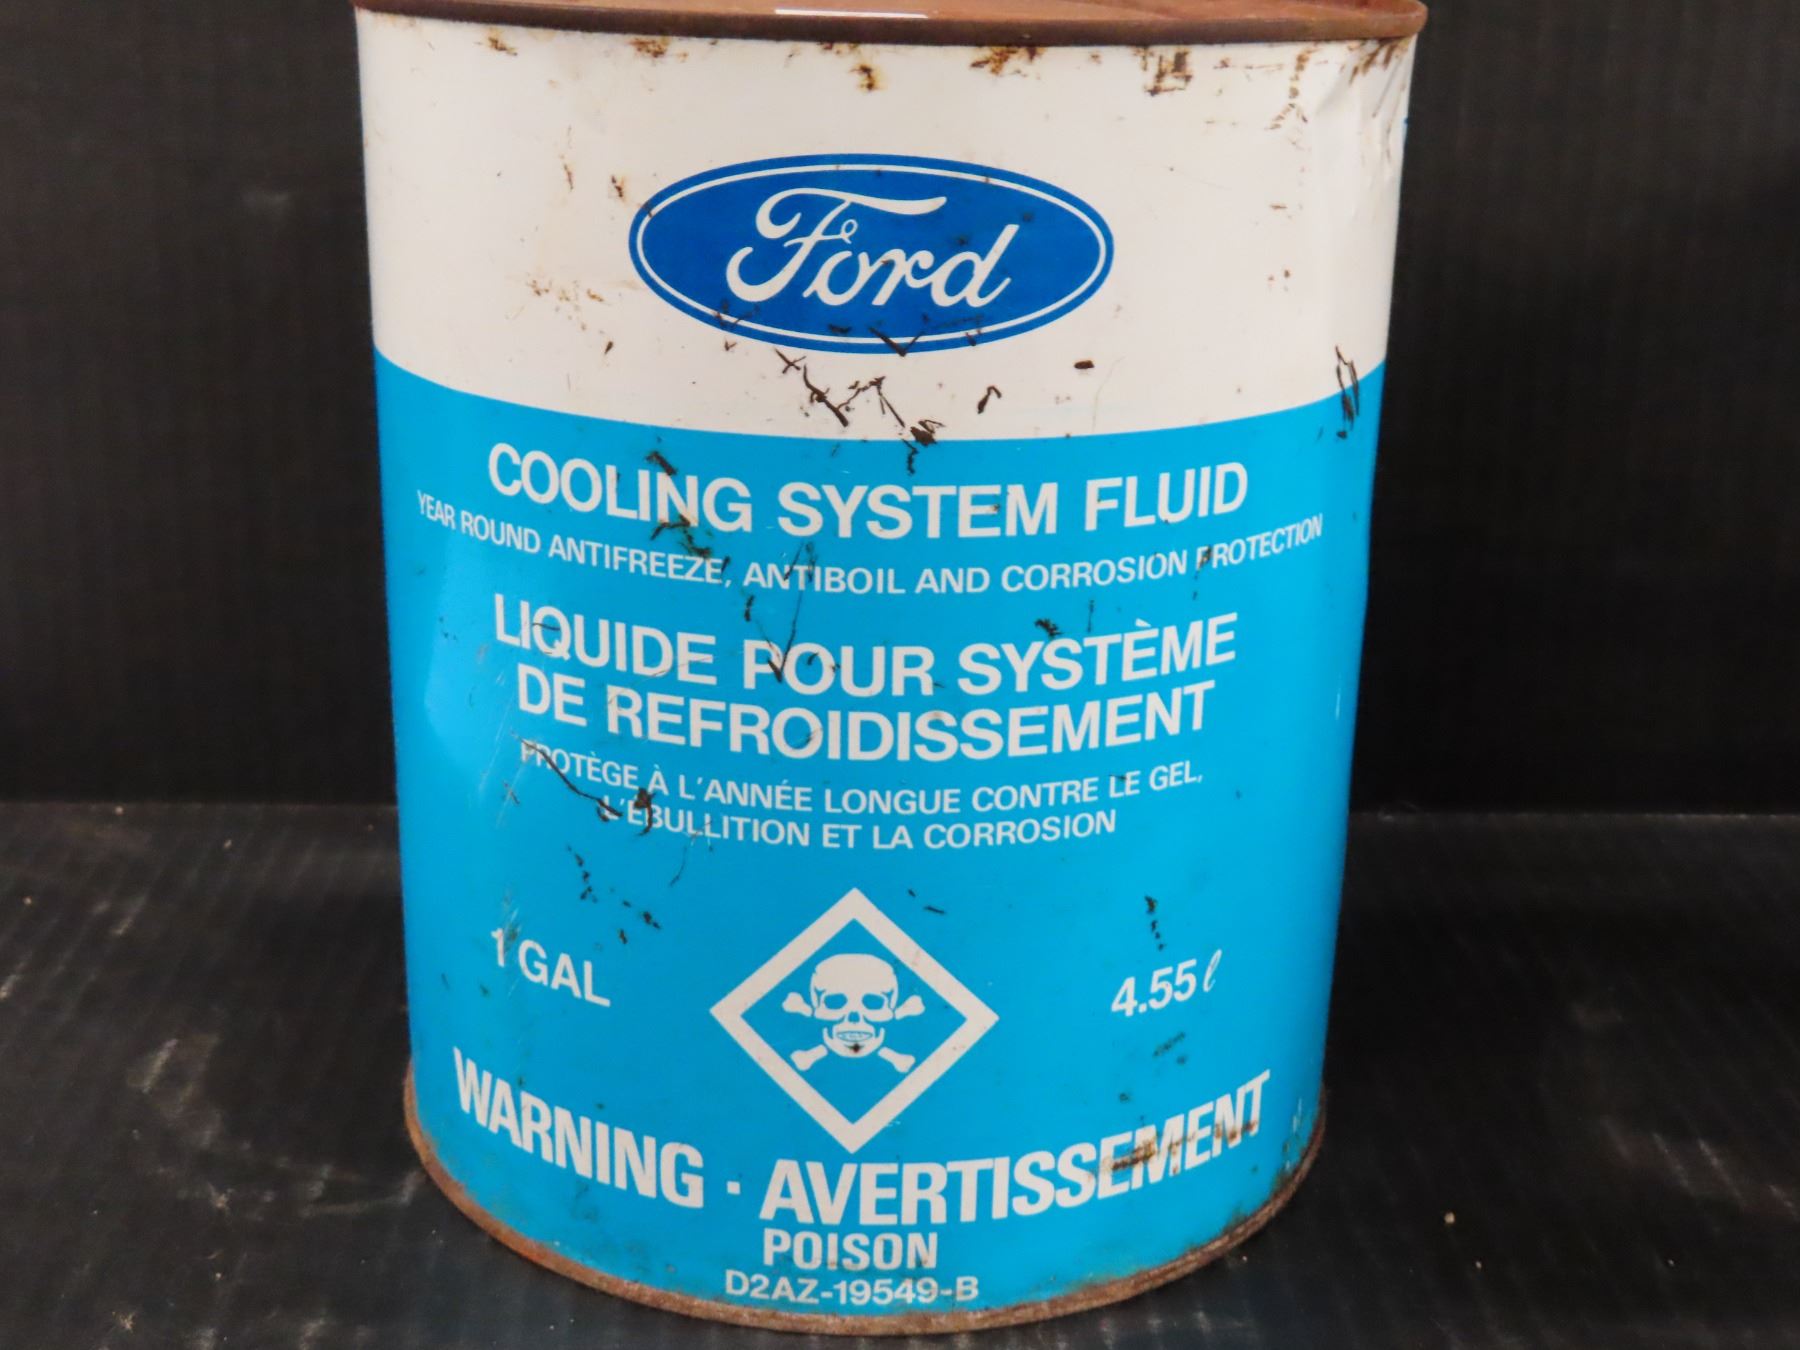 Ford
COOLING SYSTEM FLUID
YEAR ROUND ANTIFREEZE, ANTIBOIL AND CORROSION PROTECTION
LIQUIDE POUR SYSTÈME
DE REFROIDISSEMENT
PROTÈGE À L'ANNÉE LONGUE CONTRE LE GEL,
L'ÉBULLITION ET LA CORROSION
1 GAL
4.55 ℓ
WARNING · AVERTISSEMENT
POISON
D2AZ-19549-B